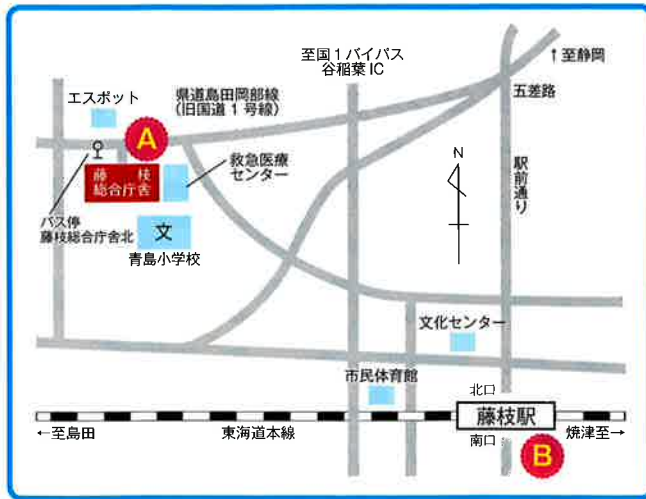 至国１バイパス
谷稲葉 IC
↑至静岡
五差路
エスポット
県道島田岡部線
（旧国道１号線）
A
救急医療
センター
藤　枝
総合庁舎
N
駅前通り
バス停
藤枝総合庁舎北
文
青島小学校
文化センター
市民体育館
北口
藤枝駅
南口
←至島田
東海道本線
焼津至→
B